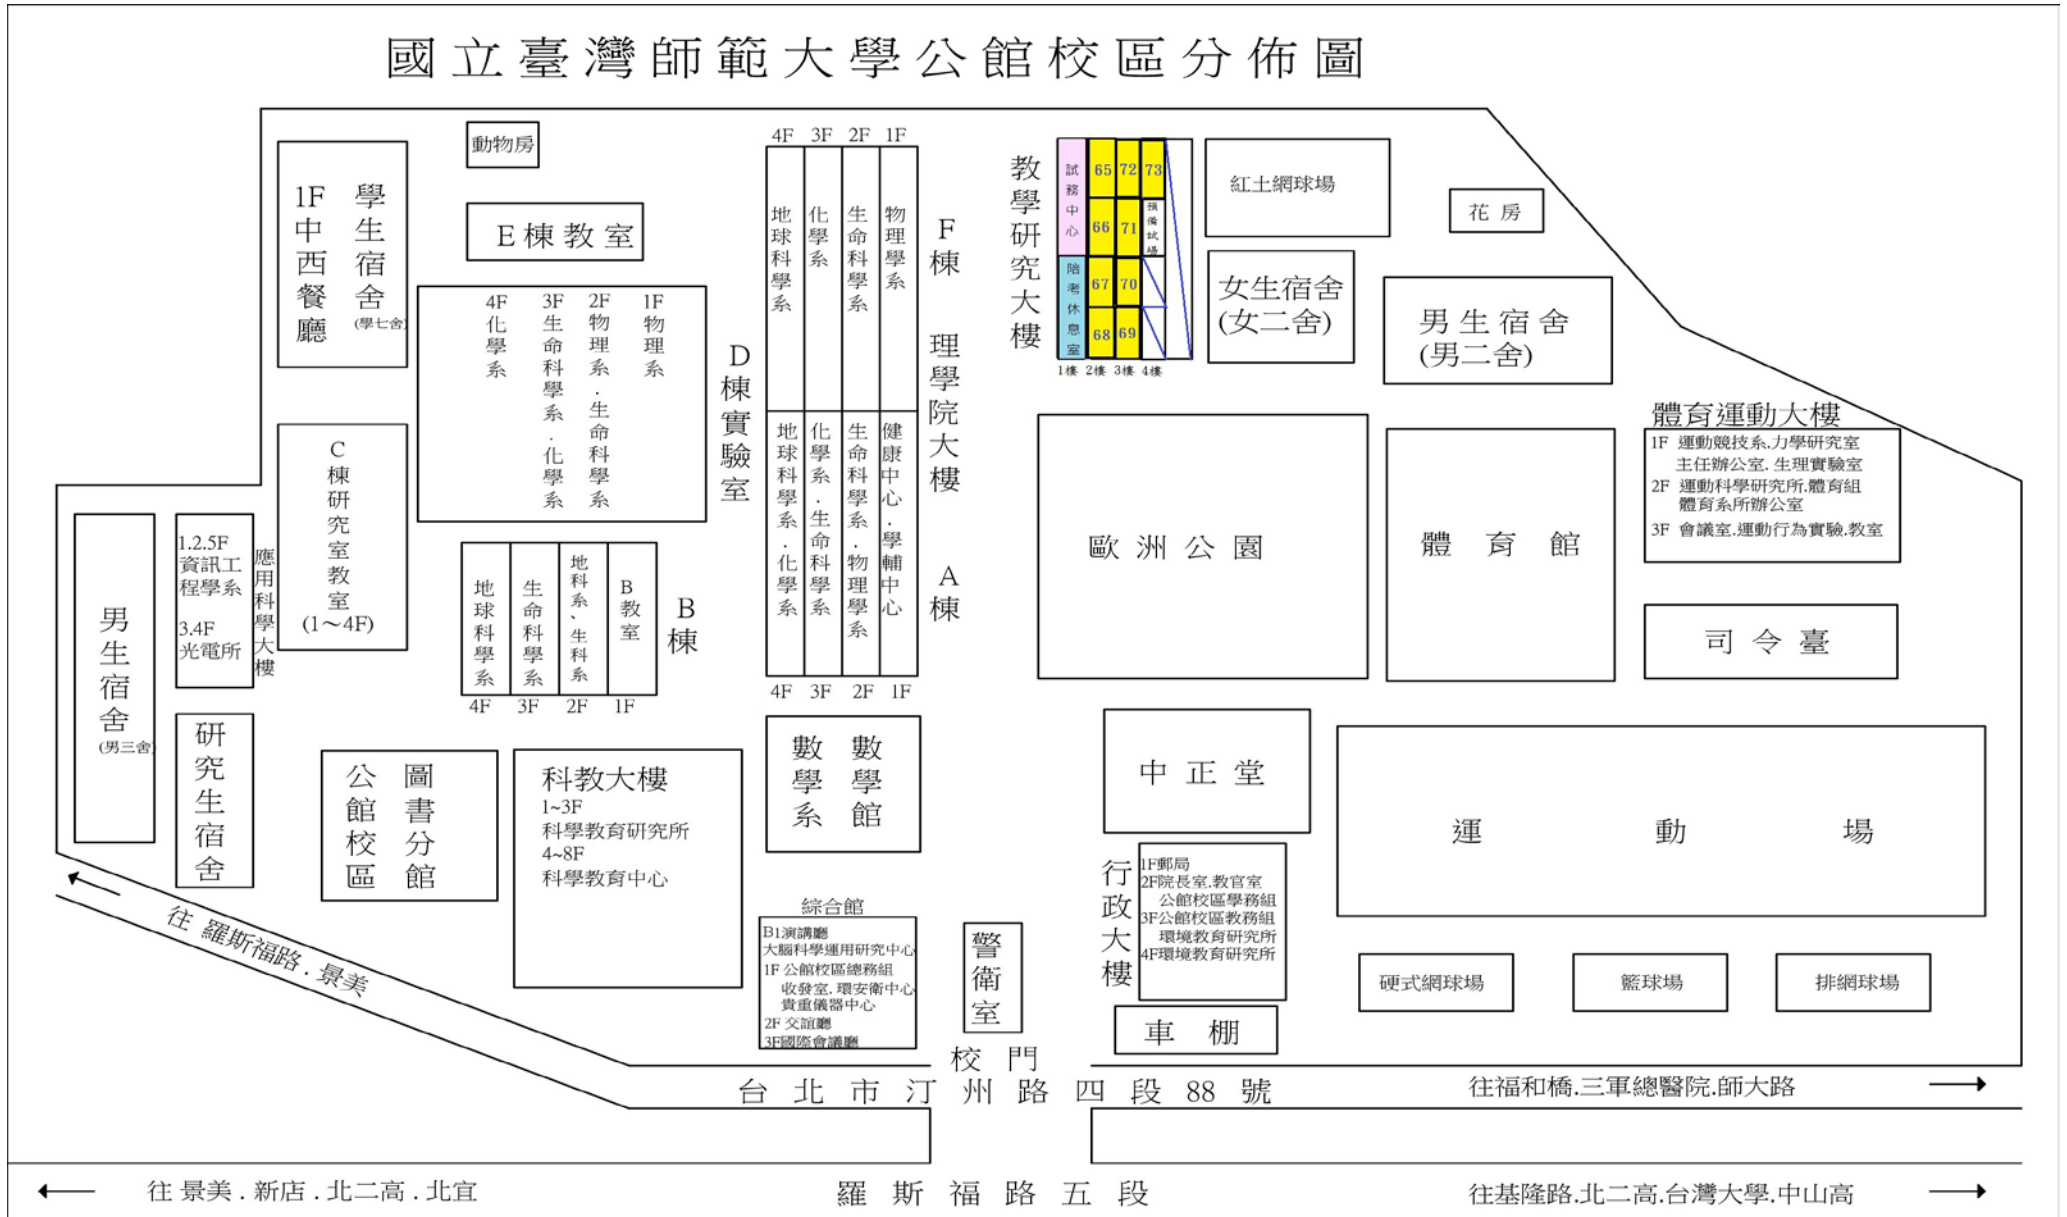 國立臺灣師範大學公館校區分佈圖
動物房
學生宿舍
(學七舍)
1F中西餐廳
E棟教室
4F 3F 2F 1F
地球科學系
化學系
生命科學系
物理學系
F棟
理學院大樓
A棟
地球科學系.化學系
化學系.生命科學系
生命科學系.物理學系
健康中心.學輔中心
4F 3F 2F 1F
教學研究大樓
試務中心
陪考休息室
65 72 73
66 71
預備試場
67 70
68 69
1樓 2樓 3樓 4樓
紅土網球場
花房
女生宿舍
(女二舍)
男生宿舍
(男二舍)
4F化學系
3F生命科學系.化學系
2F物理系.生命科學系
1F物理系
D棟實驗室
C棟研究室教室
(1～4F)
體育運動大樓
1F 運動競技系.力學研究室
主任辦公室.生理實驗室
2F 運動科學研究所.體育組
體育系所辦公室
3F 會議室.運動行為實驗.教室
歐洲公園
體育館
司令臺
男生宿舍
(男三舍)
1.2.5F
資訊工
程學系
3.4F
光電所
應用科學大樓
地球科學系
生命科學系
地科系、生科系
B教室
B棟
4F 3F 2F 1F
研究生宿舍
圖書分館
公館校區
科教大樓
1~3F
科學教育研究所
4~8F
科學教育中心
數學館
數學系
中正堂
運動場
行政大樓
1F郵局
2F院長室.教官室
公館校區學務組
3F公館校區教務組
環境教育研究所
4F環境教育研究所
綜合館
B1演講廳
大腦科學運用研究中心
1F 公館校區總務組
收發室.環安衛中心
貴重儀器中心
2F 交誼廳
3F國際會議廳
警衛室
車棚
硬式網球場
籃球場
排網球場
往 羅斯福路.景美
校門
台北市汀州路四段88號
往福和橋.三軍總醫院.師大路
往 景美.新店.北二高.北宜
羅斯福路五段
往基隆路.北二高.台灣大學.中山高